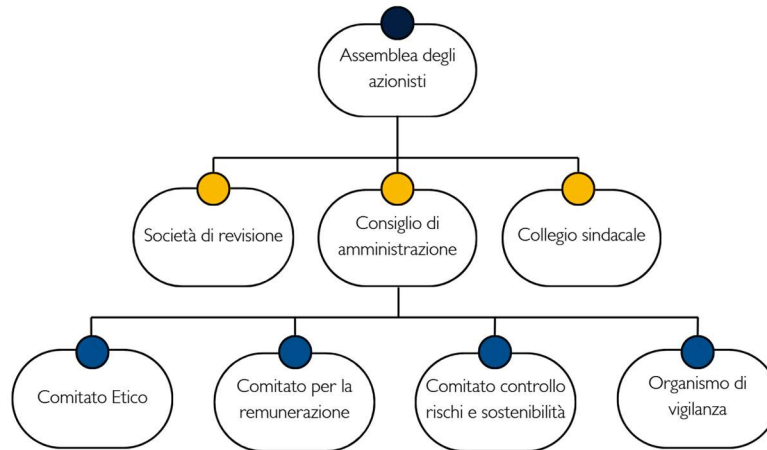 Assemblea degli
azionisti
Società di revisione
Consiglio di
amministrazione
Collegio sindacale
Comitato Etico
Comitato per la
remunerazione
Comitato controllo
rischi e sostenibilità
Organismo di
vigilanza